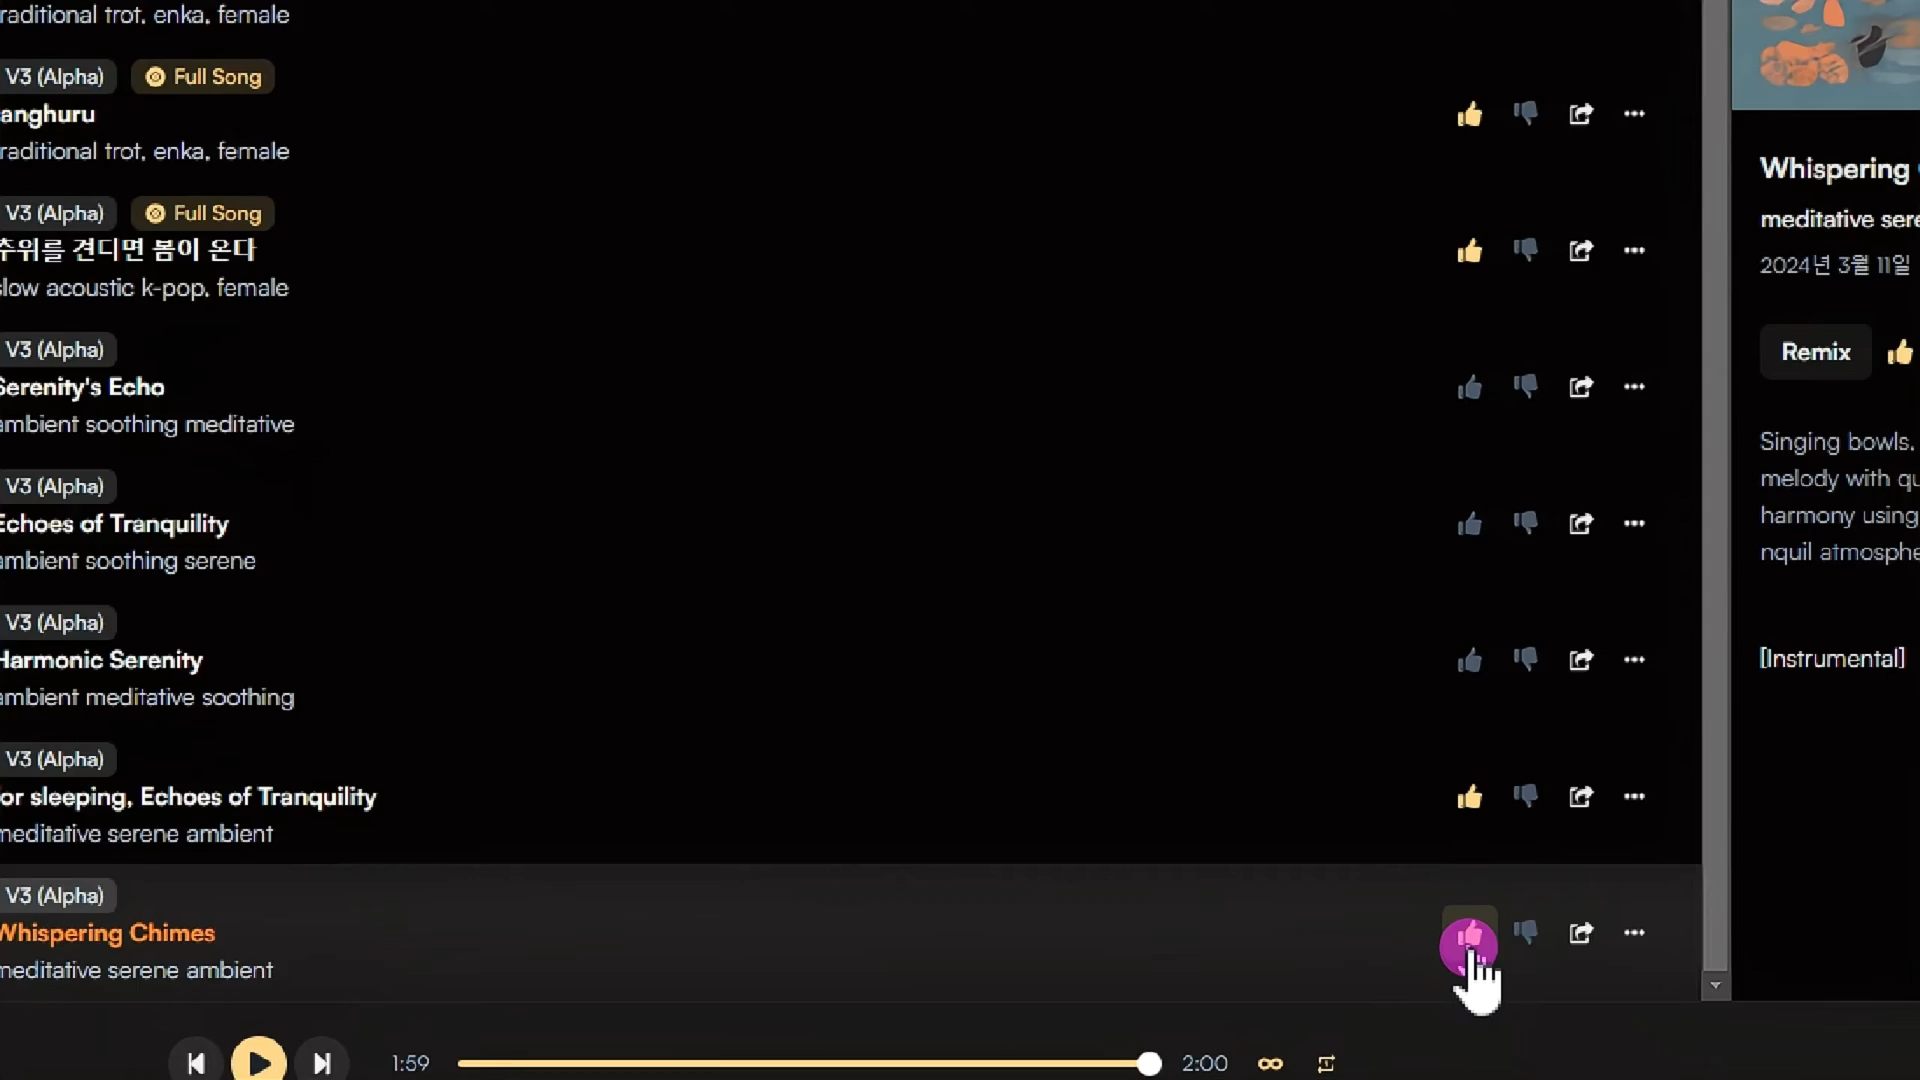 raditional trot, enka, female
V3 (Alpha) Full Song
anghuru
raditional trot, enka, female
V3 (Alpha) Full Song
추위를 견디면 봄이 온다
slow acoustic k-pop, female
V3 (Alpha)
Serenity's Echo
ambient soothing meditative
V3 (Alpha)
Echoes of Tranquility
ambient soothing serene
V3 (Alpha)
Harmonic Serenity
ambient meditative soothing
V3 (Alpha)
or sleeping, Echoes of Tranquility
meditative serene ambient
V3 (Alpha)
Whispering Chimes
meditative serene ambient
1:59
2:00
Whispering
meditative sere
2024년 3월 11일
Remix
Singing bowls.
melody with qu
harmony using
nquil atmosphe
[Instrumental]